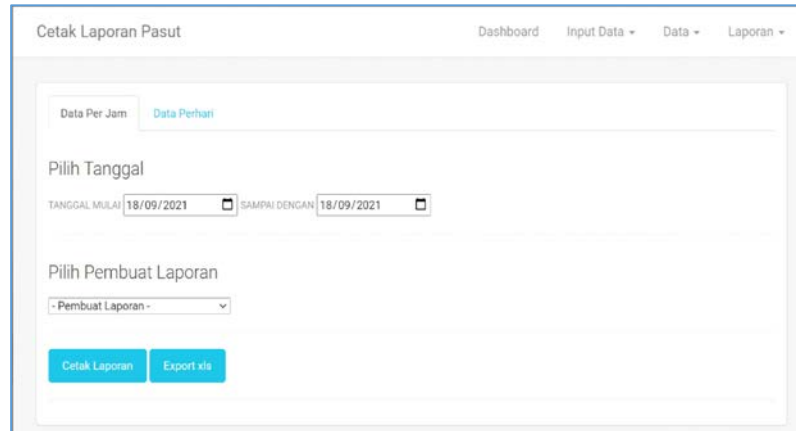 Cetak Laporan Pasut Dashboard Input Data Data Laporan
Data Per Jam Data Perhari
Pilih Tanggal
TANGGAL MULAI 18/09/2021 SAMPAI DENGAN 18/09/2021
Pilih Pembuat Laporan
- Pembuat Laporan -
Cetak Laporan Export xls